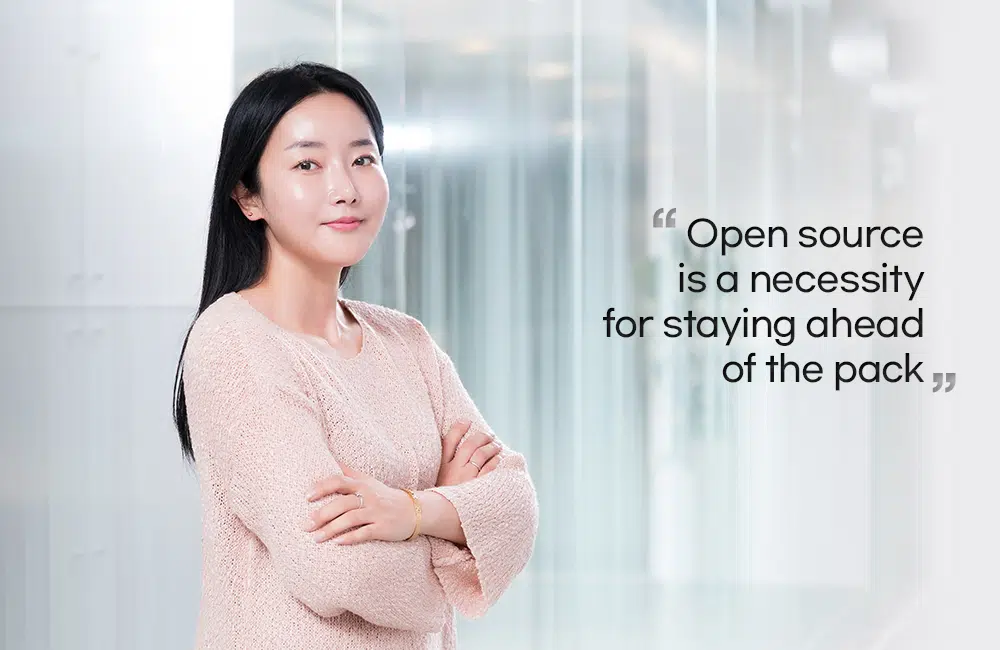 “ Open source
is a necessity
for staying ahead
of the pack ”